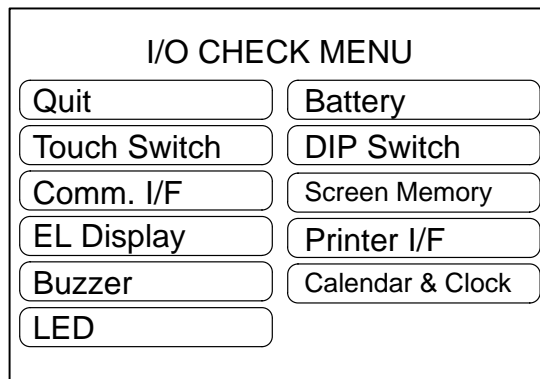 I/O CHECK MENU
Quit
Battery
Touch Switch
DIP Switch
Comm. I/F
Screen Memory
EL Display
Printer I/F
Buzzer
Calendar & Clock
LED